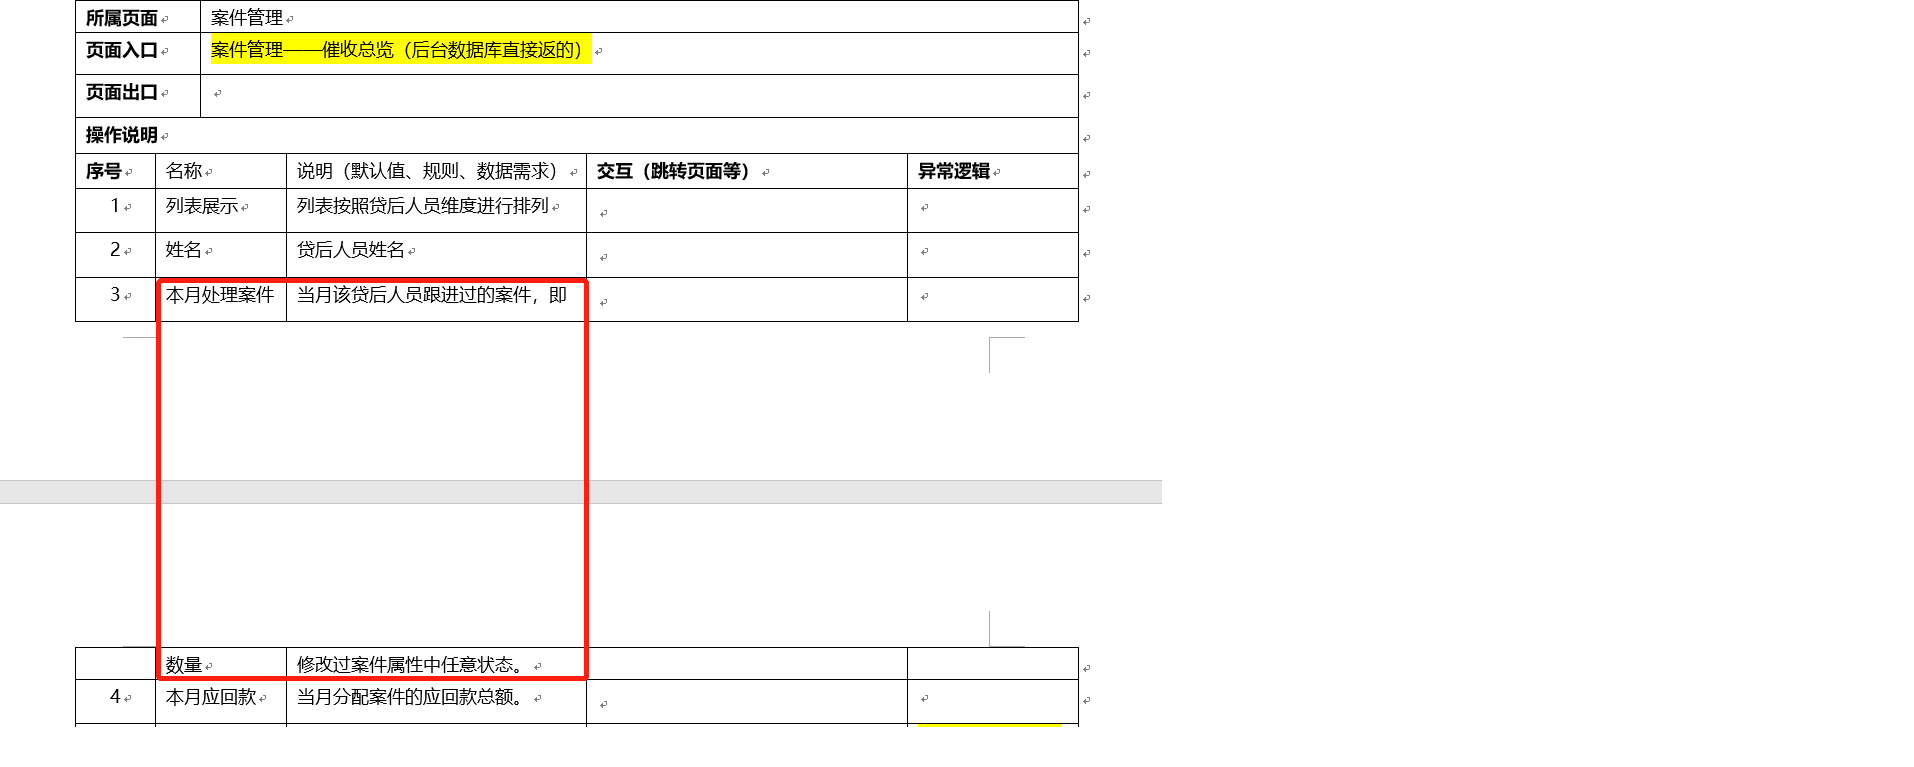 所属页面 案件管理
页面入口 案件管理——催收总览（后台数据库直接返的）
页面出口
操作说明
序号 名称 说明（默认值、规则、数据需求） 交互（跳转页面等） 异常逻辑
1 列表展示 列表按照贷后人员维度进行排列
2 姓名 贷后人员姓名
3 本月处理案件 当月该贷后人员跟进过的案件，即
数量 修改过案件属性中任意状态。
4 本月应回款 当月分配案件的应回款总额。